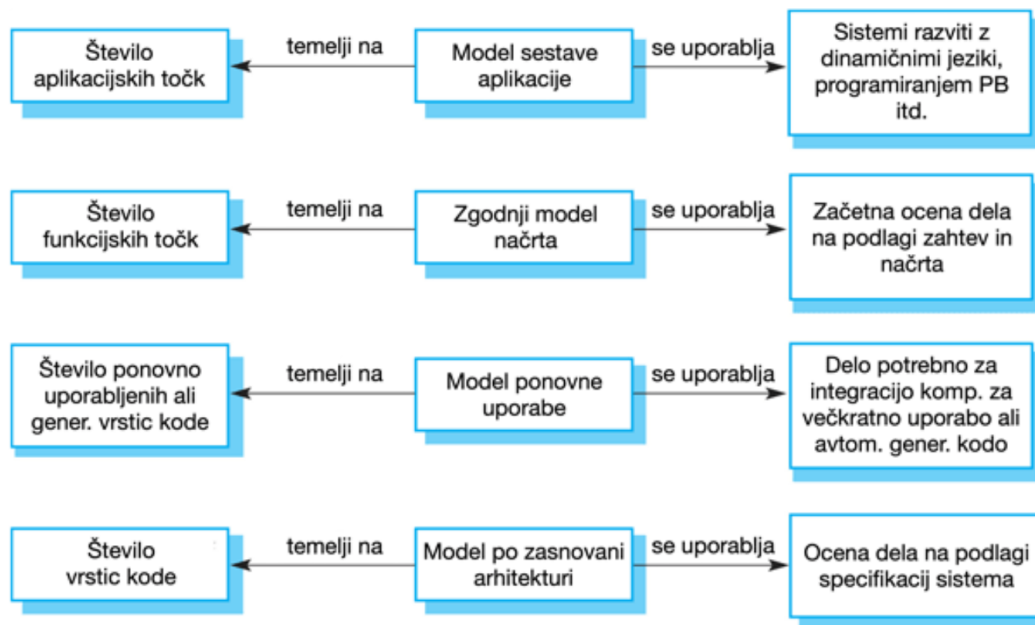 Število
aplikacijskih točk
temelji na
Model sestave
aplikacije
se uporablja
Sistemi razviti z
dinamičnimi jeziki,
programiranjem PB
itd.
Število
funkcijskih točk
temelji na
Zgodnji model
načrta
se uporablja
Začetna ocena dela
na podlagi zahtev in
načrta
Število ponovno
uporabljenih ali
gener. vrstic kode
temelji na
Model ponovne
uporabe
se uporablja
Delo potrebno za
integracijo komp. za
večkratno uporabo ali
avtom. gener. kodo
Število
vrstic kode
temelji na
Model po zasnovani
arhitekturi
se uporablja
Ocena dela na podlagi
specifikacij sistema